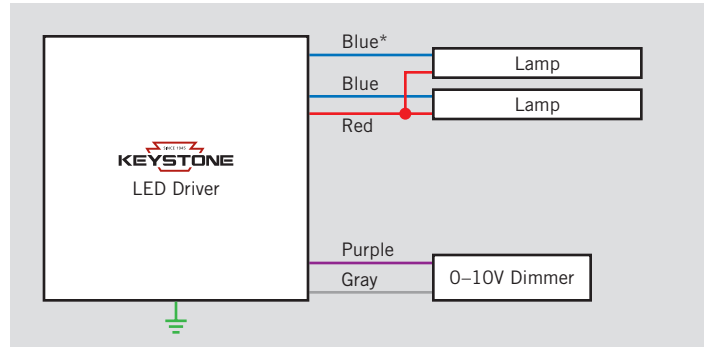 Blue*
Lamp
Blue
Lamp
Red
SINCE 1945
KEYSTONE
LED Driver
Purple
Gray
0–10V Dimmer